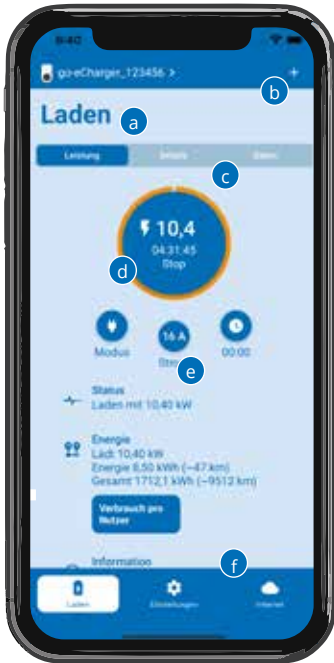 9:40
go-eCharger_123456 >
+
b
Laden
a
Leistung Details Daten
c
10,4
04:31:45
Stop
d
16 A
Modus
00:00
e
Status
Laden mit 10,40 kW
Energie
Lädt 10,40 kW
Energie 8,50 kWh (~47 km)
Gesamt 1712,1 kWh (~9512 km)
Verbrauch pro
Nutzer
Information
f
Laden Einstellungen Internet